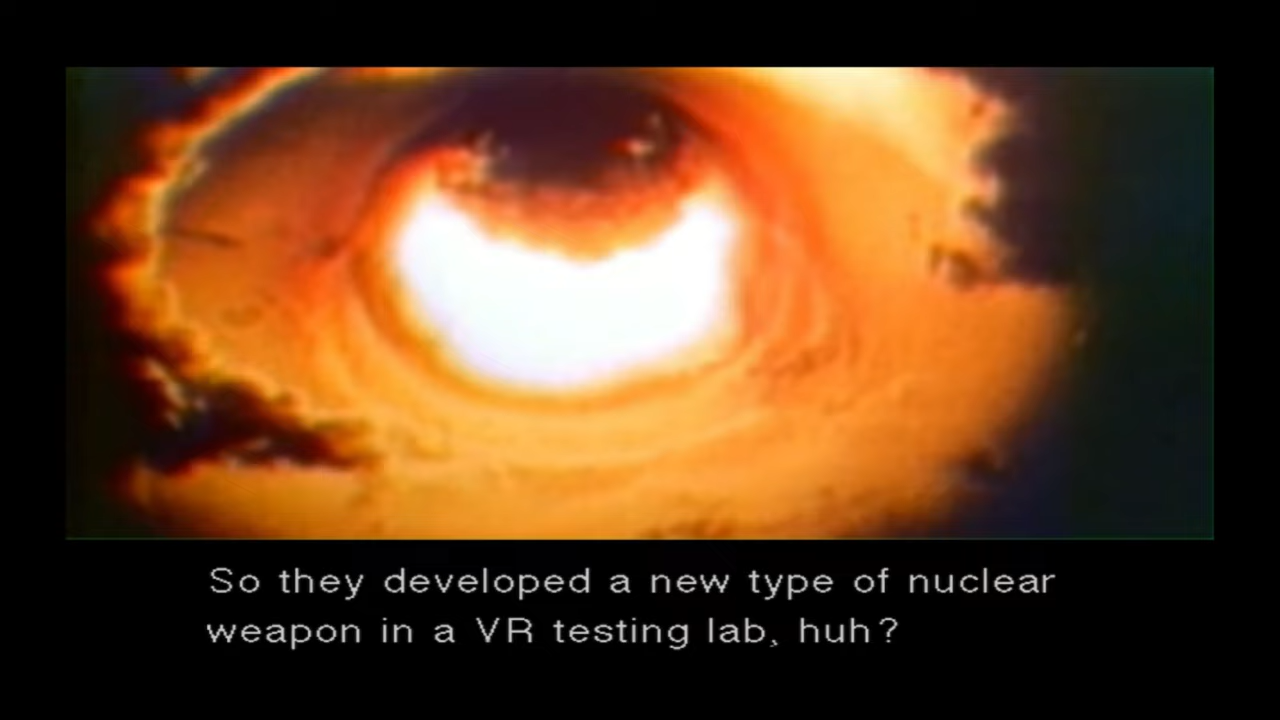 So they developed a new type of nuclear
weapon in a VR testing lab, huh?